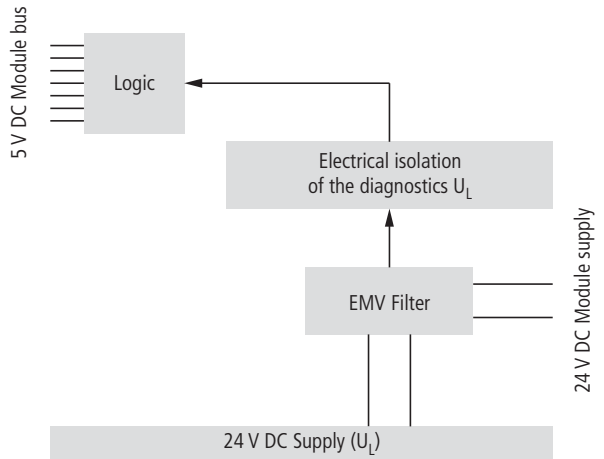 5 V DC Module bus
Logic
Electrical isolation
of the diagnostics U_L
24 V DC Module supply
EMV Filter
24 V DC Supply (U_L)